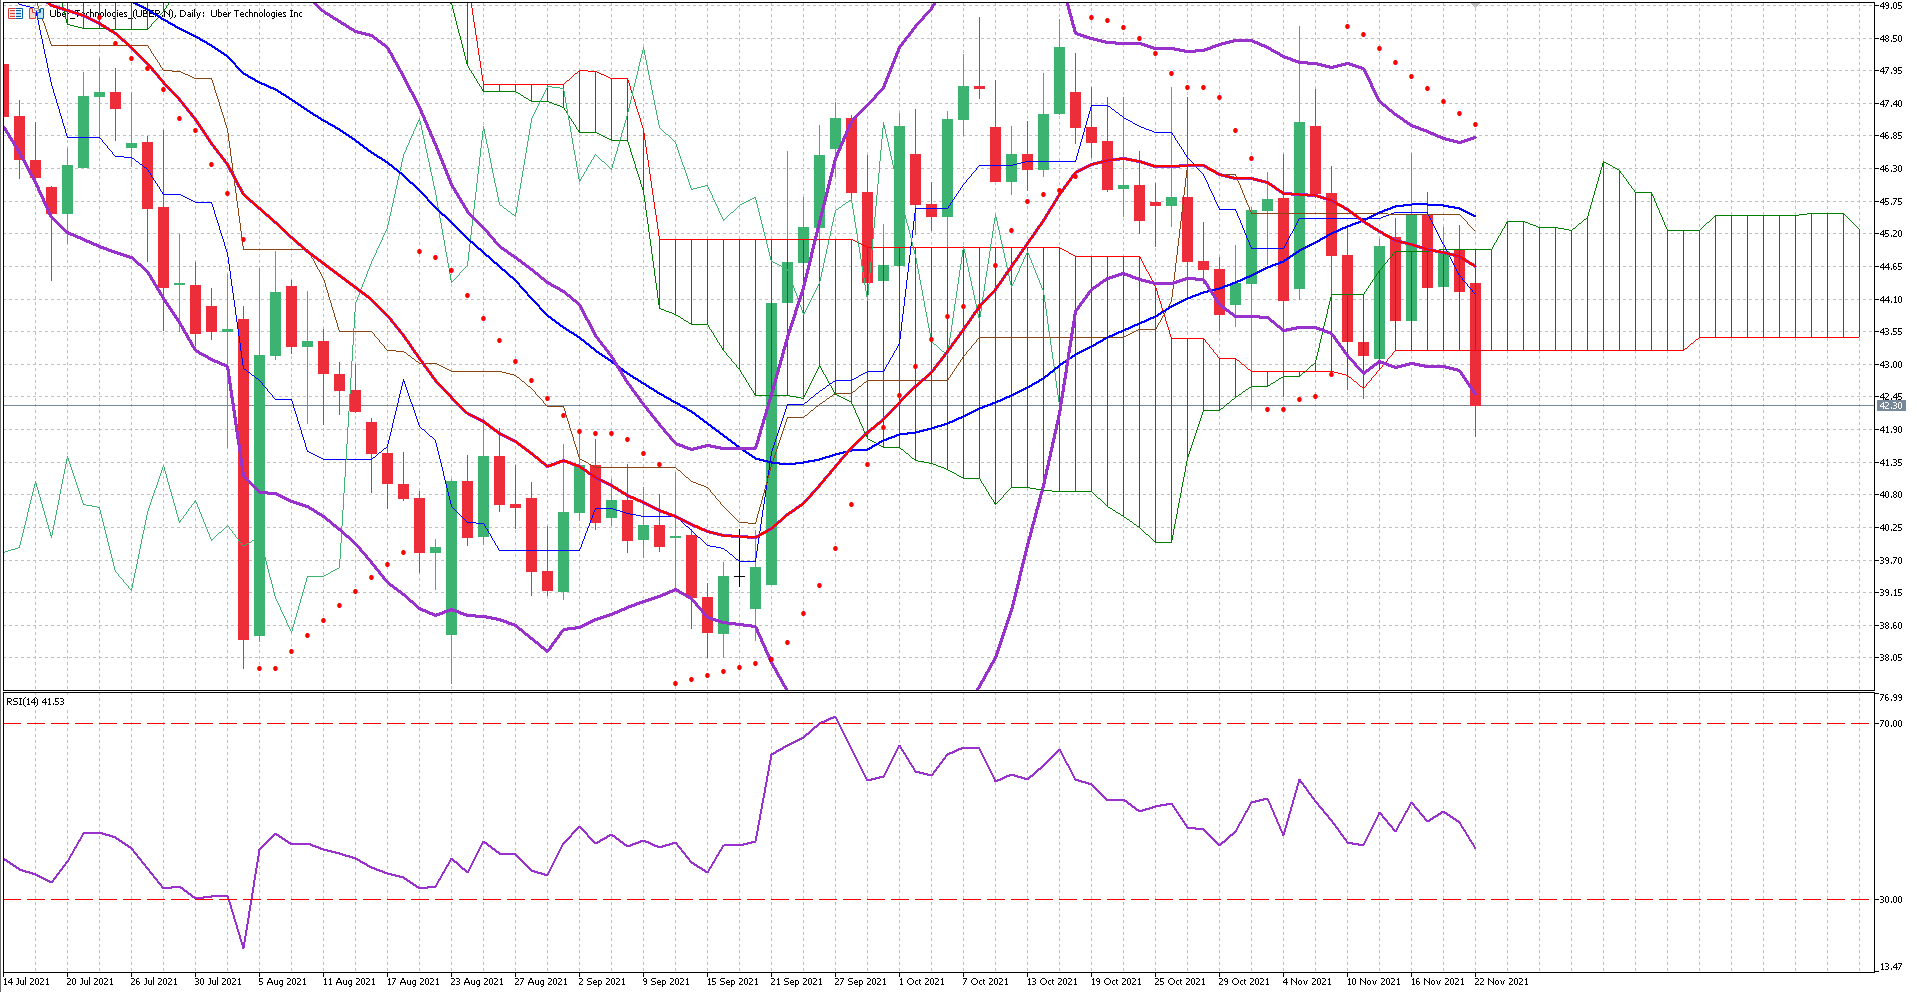 Uber_Technologies_(UBER.N), Daily: Uber Technologies Inc
49.05
48.50
47.95
47.40
46.85
46.30
45.75
45.20
44.65
44.10
43.55
43.00
42.45
42.30
41.90
41.35
40.80
40.25
39.70
39.15
38.60
38.05
RSI(14) 41.53
76.99
70.00
30.00
13.47
14 Jul 2021
20 Jul 2021
26 Jul 2021
30 Jul 2021
5 Aug 2021
11 Aug 2021
17 Aug 2021
23 Aug 2021
27 Aug 2021
2 Sep 2021
9 Sep 2021
15 Sep 2021
21 Sep 2021
27 Sep 2021
1 Oct 2021
7 Oct 2021
13 Oct 2021
19 Oct 2021
25 Oct 2021
29 Oct 2021
4 Nov 2021
10 Nov 2021
16 Nov 2021
22 Nov 2021